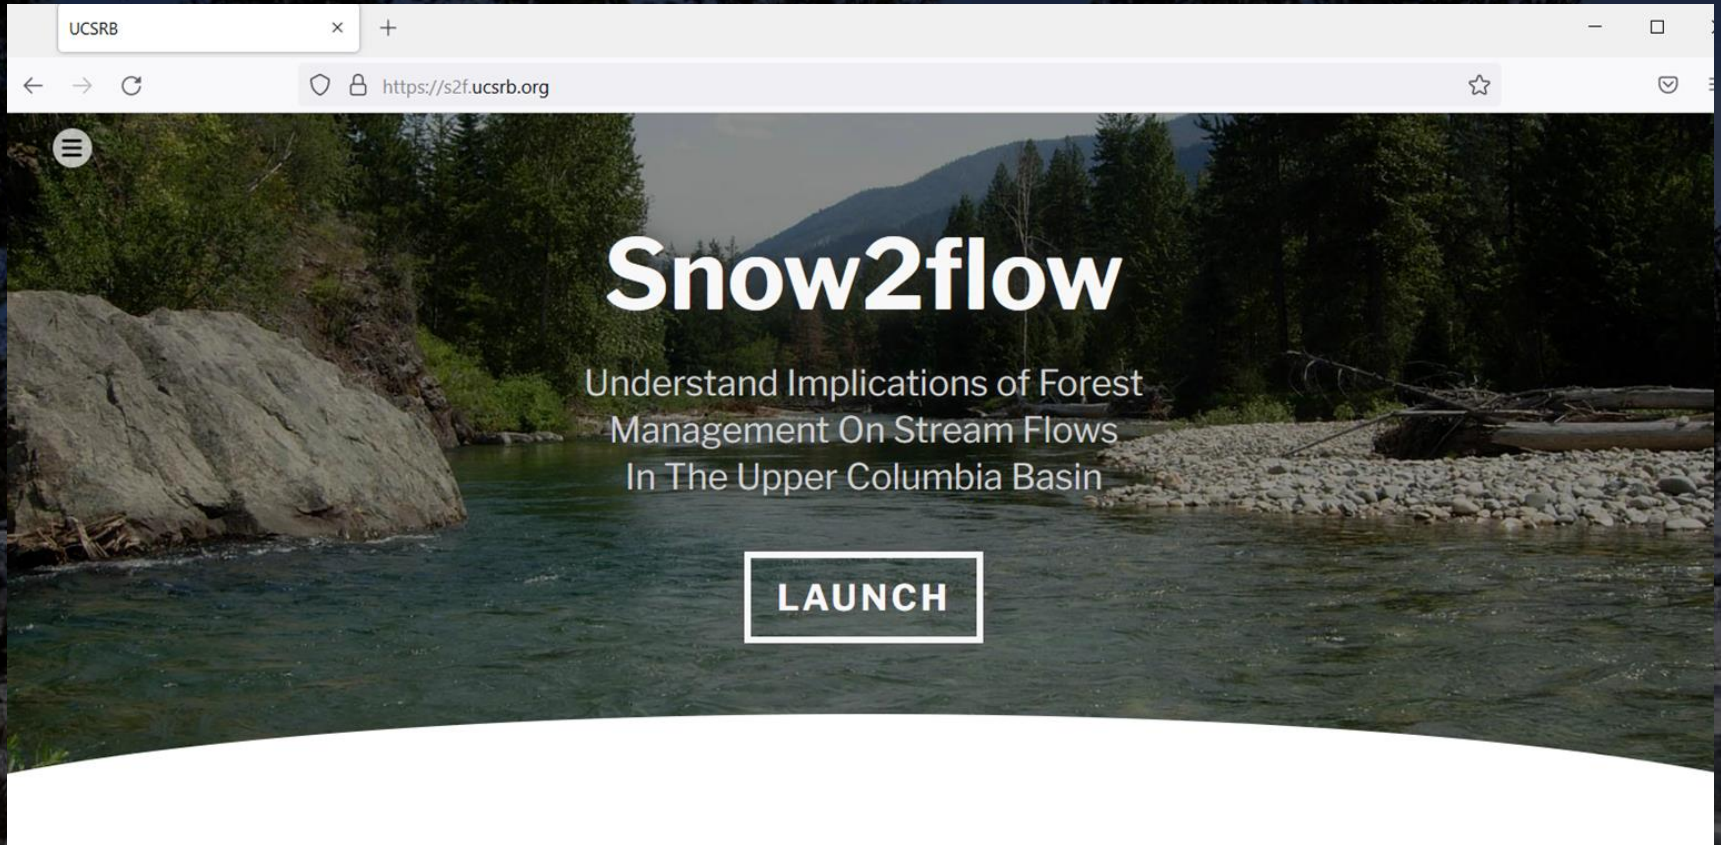 UCSRB
https://s2f.ucsrb.org
Snow2flow
Understand Implications of Forest
Management On Stream Flows
In The Upper Columbia Basin
LAUNCH